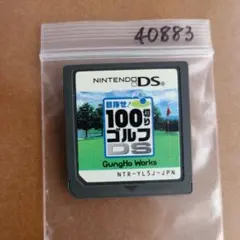 40883
NINTENDO DS™
目指せ!
100切り
ゴルフ
DS
GungHo Works
NTR-YL5J-JPN